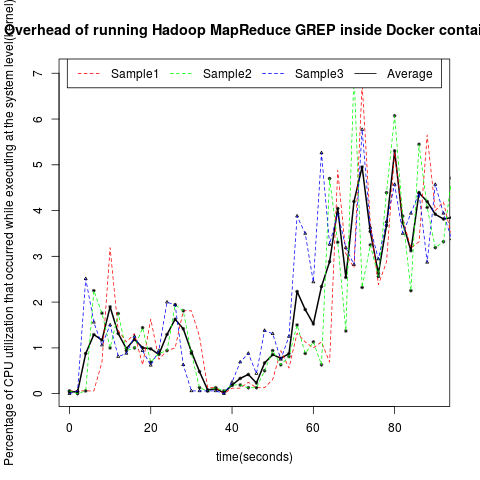 Overhead of running Hadoop MapReduce GREP inside Docker contai
Percentage of CPU utilization that occurred while executing at the system level(kernel)
Sample1 Sample2 Sample3 Average
7
6
5
4
3
2
1
0
0 20 40 60 80
time(seconds)